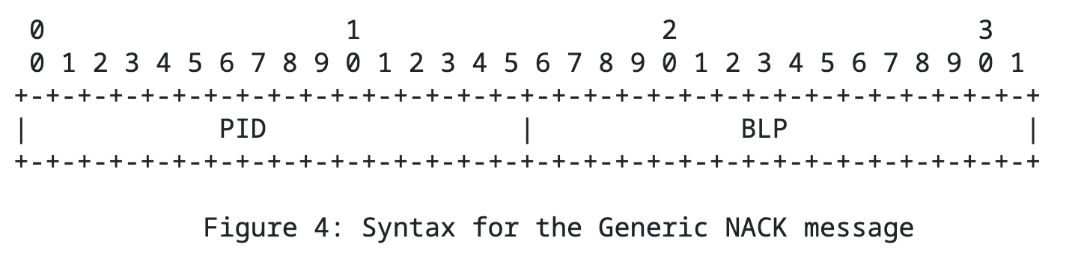 0                   1                   2                   3
0 1 2 3 4 5 6 7 8 9 0 1 2 3 4 5 6 7 8 9 0 1 2 3 4 5 6 7 8 9 0 1
+-+-+-+-+-+-+-+-+-+-+-+-+-+-+-+-+-+-+-+-+-+-+-+-+-+-+-+-+-+-+-+-+
|            PID                |             BLP               |
+-+-+-+-+-+-+-+-+-+-+-+-+-+-+-+-+-+-+-+-+-+-+-+-+-+-+-+-+-+-+-+-+
Figure 4: Syntax for the Generic NACK message